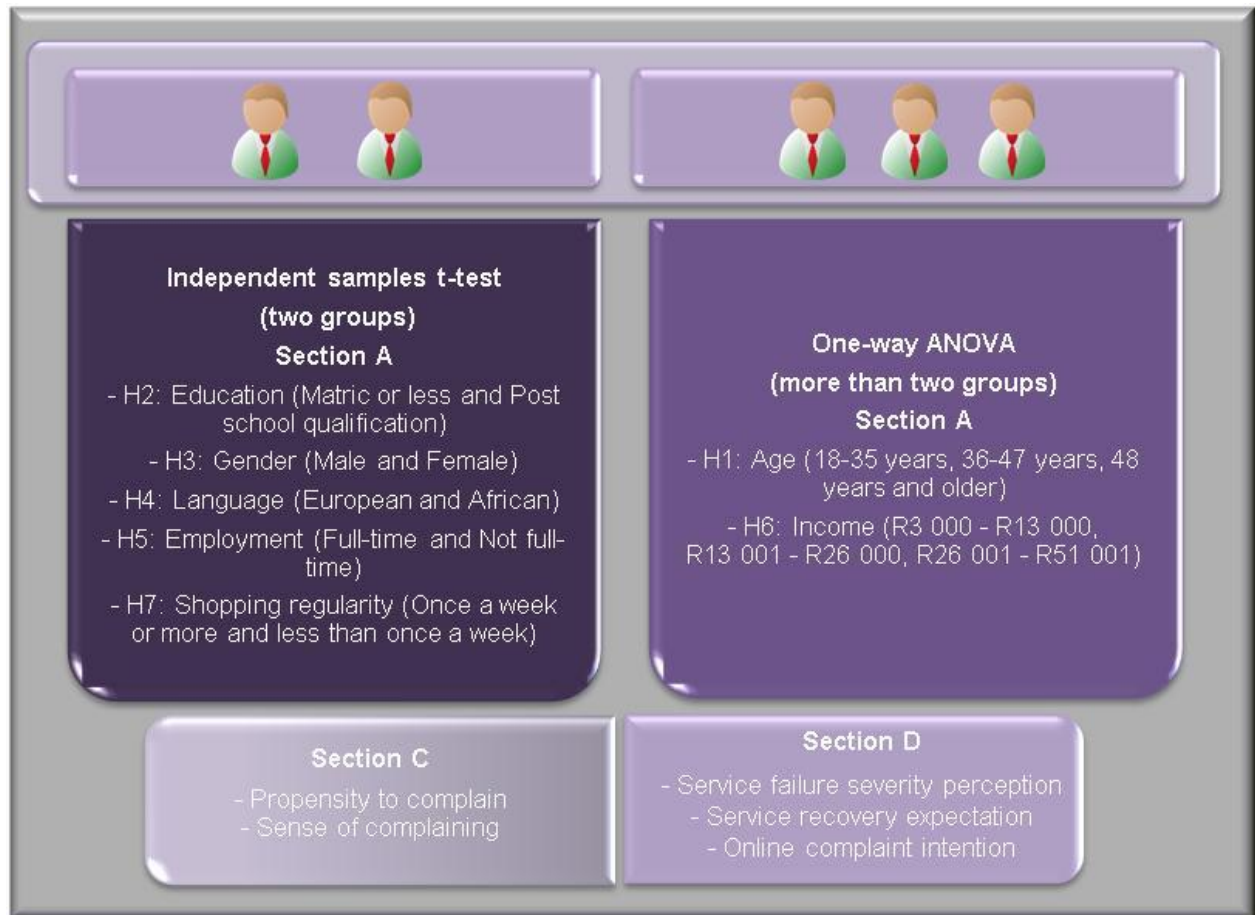 Independent samples t-test
(two groups)
Section A
- H2: Education (Matric or less and Post
school qualification)
- H3: Gender (Male and Female)
- H4: Language (European and African)
- H5: Employment (Full-time and Not full-
time)
- H7: Shopping regularity (Once a week
or more and less than once a week)
One-way ANOVA
(more than two groups)
Section A
- H1: Age (18-35 years, 36-47 years, 48
years and older)
- H6: Income (R3 000 - R13 000,
R13 001 - R26 000, R26 001 - R51 001)
Section C
- Propensity to complain
- Sense of complaining
Section D
- Service failure severity perception
- Service recovery expectation
- Online complaint intention